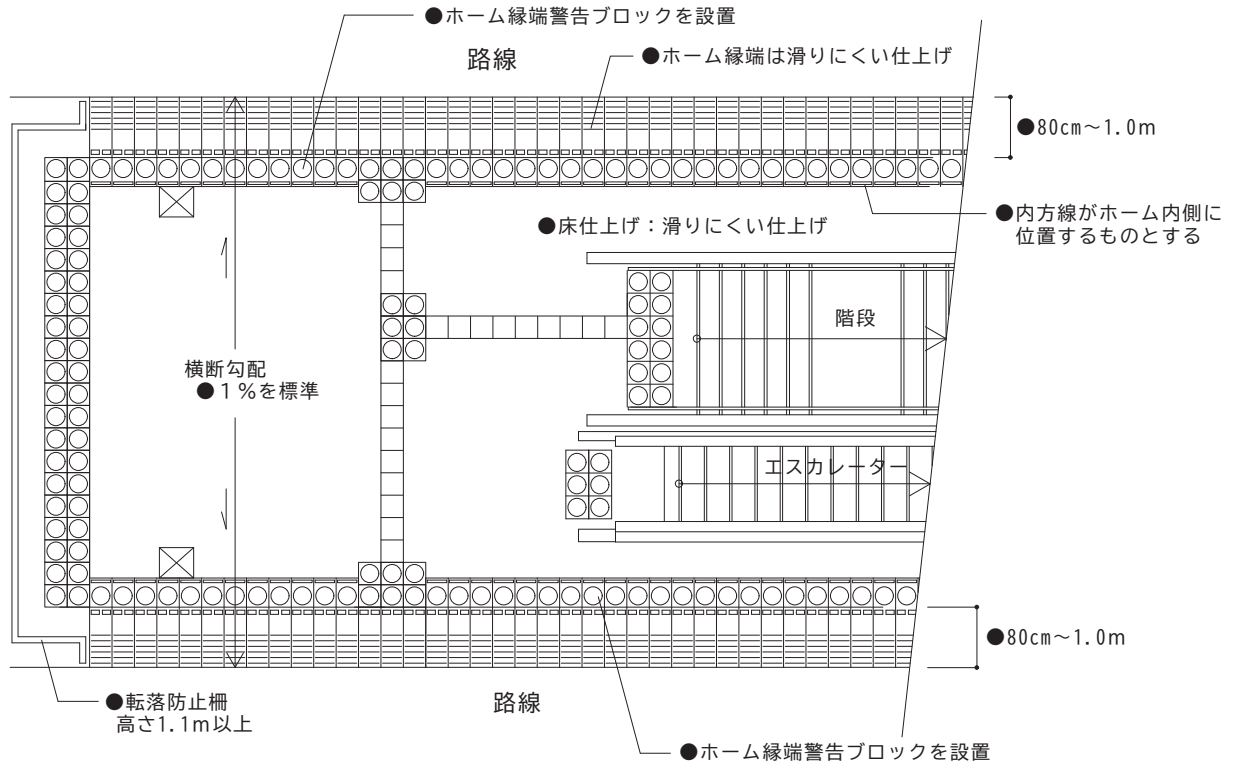 ●ホーム縁端警告ブロックを設置
路線
●ホーム縁端は滑りにくい仕上げ
●80cm～1.0m
●内方線がホーム内側に
位置するものとする
●床仕上げ：滑りにくい仕上げ
階段
横断勾配
●１％を標準
エスカレーター
●80cm～1.0m
●転落防止柵
高さ1.1m以上
路線
●ホーム縁端警告ブロックを設置